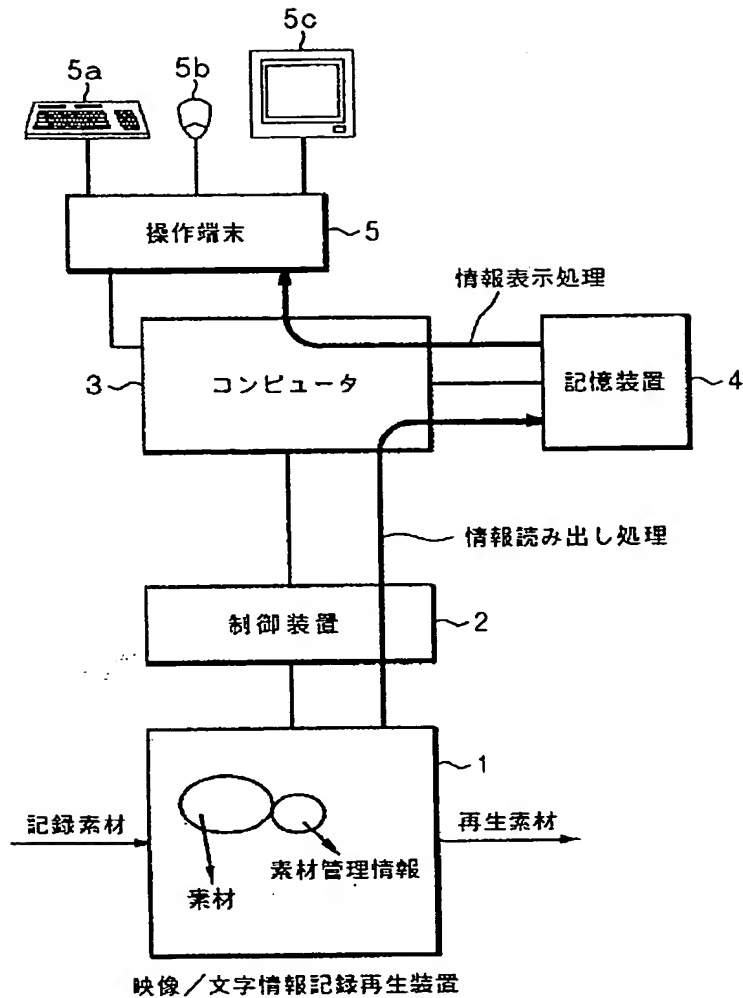 5c
5b
5a
操作端末
5
情報表示処理
3
コンピュータ
記憶装置
4
情報読み出し処理
制御装置
2
1
記録素材
再生素材
素材管理情報
素材
映像／文字情報記録再生装置